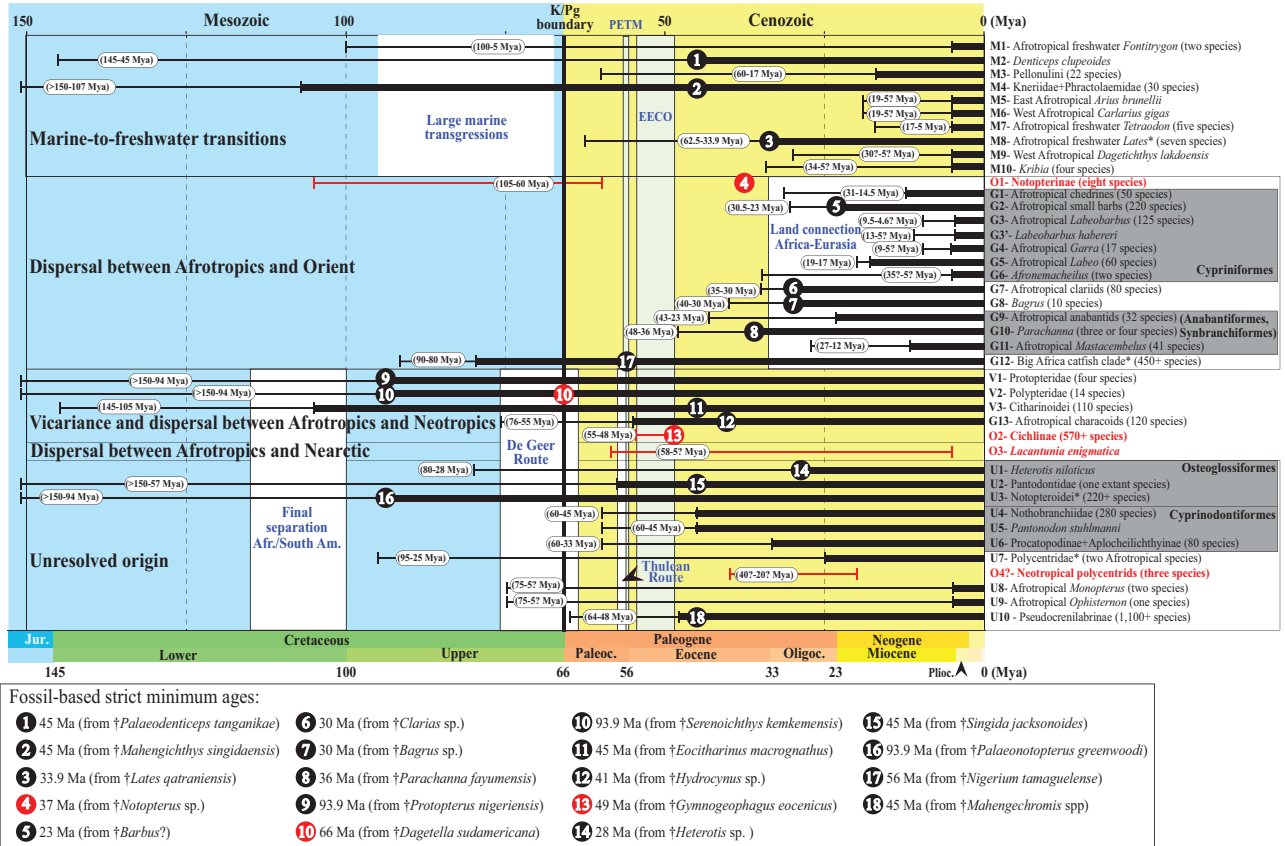 150 Mesozoic 100 K/Pg boundary PETM 50 Cenozoic 0 (Mya)
(100-5 Mya) M1- Afrotropical freshwater Fontitrygon (two species)
(145-45 Mya) 1 M2- Denticeps clupeoides
(60-17 Mya) M3- Pellonulini (22 species)
(>150-107 Mya) 2 M4- Kneriidae+Phractolaemidae (30 species)
(19-5? Mya) M5- East Afrotropical Arius brunellii
(19-5? Mya) M6- West Afrotropical Carlarius gigas
(17-5 Mya) M7- Afrotropical freshwater Tetraodon (five species)
(62.5-33.9 Mya) 3 M8- Afrotropical freshwater Lates* (seven species)
(30?-5? Mya) M9- West Afrotropical Dagetichthys lakdoensis
(34-5? Mya) M10- Kribia (four species)
Marine-to-freshwater transitions
Large marine
transgressions
EECO
(105-60 Mya) 4 O1- Notopterinae (eight species)
(31-14.5 Mya) G1- Afrotropical chedrines (50 species)
(30.5-23 Mya) 5 G2- Afrotropical small barbs (220 species)
(9.5-4.6? Mya) G3- Afrotropical Labeobarbus (125 species)
(13-5? Mya) G3'- Labeobarbus habereri
(9-5? Mya) G4- Afrotropical Garra (17 species)
(19-17 Mya) G5- Afrotropical Labeo (60 species)
(35?-5? Mya) G6- Afronemacheilus (two species) Cypriniformes
(35-30 Mya) 6 G7- Afrotropical clariids (80 species)
(40-30 Mya) 7 G8- Bagrus (10 species)
(43-23 Mya) G9- Afrotropical anabantids (32 species) (Anabantiformes,
(48-36 Mya) 8 G10- Parachanna (three or four species) Synbranchiformes)
(27-12 Mya) G11- Afrotropical Mastacembelus (41 species)
(90-80 Mya) 17 G12- Big Africa catfish clade* (450+ species)
Dispersal between Afrotropics and Orient
Land connection
Africa-Eurasia
(>150-94 Mya) 9 V1- Protopteridae (four species)
(>150-94 Mya) 10 10 V2- Polypteridae (14 species)
(145-105 Mya) 11 V3- Citharinoidei (110 species)
Vicariance and dispersal between Afrotropics and Neotropics (76-55 Mya) 12 G13- Afrotropical characoids (120 species)
(55-48 Mya) 13 O2- Cichlinae (570+ species)
Dispersal between Afrotropics and Nearctic (58-5? Mya) O3- Lacantunia enigmatica
De Geer
Route
(80-28 Mya) 14 U1- Heterotis niloticus Osteoglossiformes
(>150-57 Mya) 15 U2- Pantodontidae (one extant species)
(>150-94 Mya) 16 U3- Notopteroidei* (220+ species)
(60-45 Mya) U4- Nothobranchiidae (280 species) Cyprinodontiformes
(60-45 Mya) U5- Pantonodon stuhlmanni
(60-33 Mya) U6- Procatopodinae+Aplocheilichthyinae (80 species)
(95-25 Mya) U7- Polycentridae* (two Afrotropical species)
(40?-20? Mya) O4?- Neotropical polycentrids (three species)
(75-5? Mya) U8- Afrotropical Monopterus (two species)
(75-5? Mya) U9- Afrotropical Ophisternon (one species)
(64-48 Mya) 18 U10 - Pseudocrenilabrinae (1,100+ species)
Unresolved origin
Final
separation
Afr./South Am.
Thulean
Route
Jur. Cretaceous Paleogene Neogene
Lower Upper Paleoc. Eocene Oligoc. Miocene
145 100 66 56 33 23 Plioc. 0 (Mya)
Fossil-based strict minimum ages:
1 45 Ma (from †Palaeodenticeps tanganikae) 6 30 Ma (from †Clarias sp.) 10 93.9 Ma (from †Serenoichthys kemkemensis) 15 45 Ma (from †Singida jacksonoides)
2 45 Ma (from †Mahengichthys singidaensis) 7 30 Ma (from †Bagrus sp.) 11 45 Ma (from †Eocitharinus macrognathus) 16 93.9 Ma (from †Palaeonotopterus greenwoodi)
3 33.9 Ma (from †Lates qatraniensis) 8 36 Ma (from †Parachanna fayumensis) 12 41 Ma (from †Hydrocynus sp.) 17 56 Ma (from †Nigerium tamaguelense)
4 37 Ma (from †Notopterus sp.) 9 93.9 Ma (from †Protopterus nigeriensis) 13 49 Ma (from †Gymnogeophagus eocenicus) 18 45 Ma (from †Mahengechromis spp)
5 23 Ma (from †Barbus?) 10 66 Ma (from †Dagetella sudamericana) 14 28 Ma (from †Heterotis sp. )